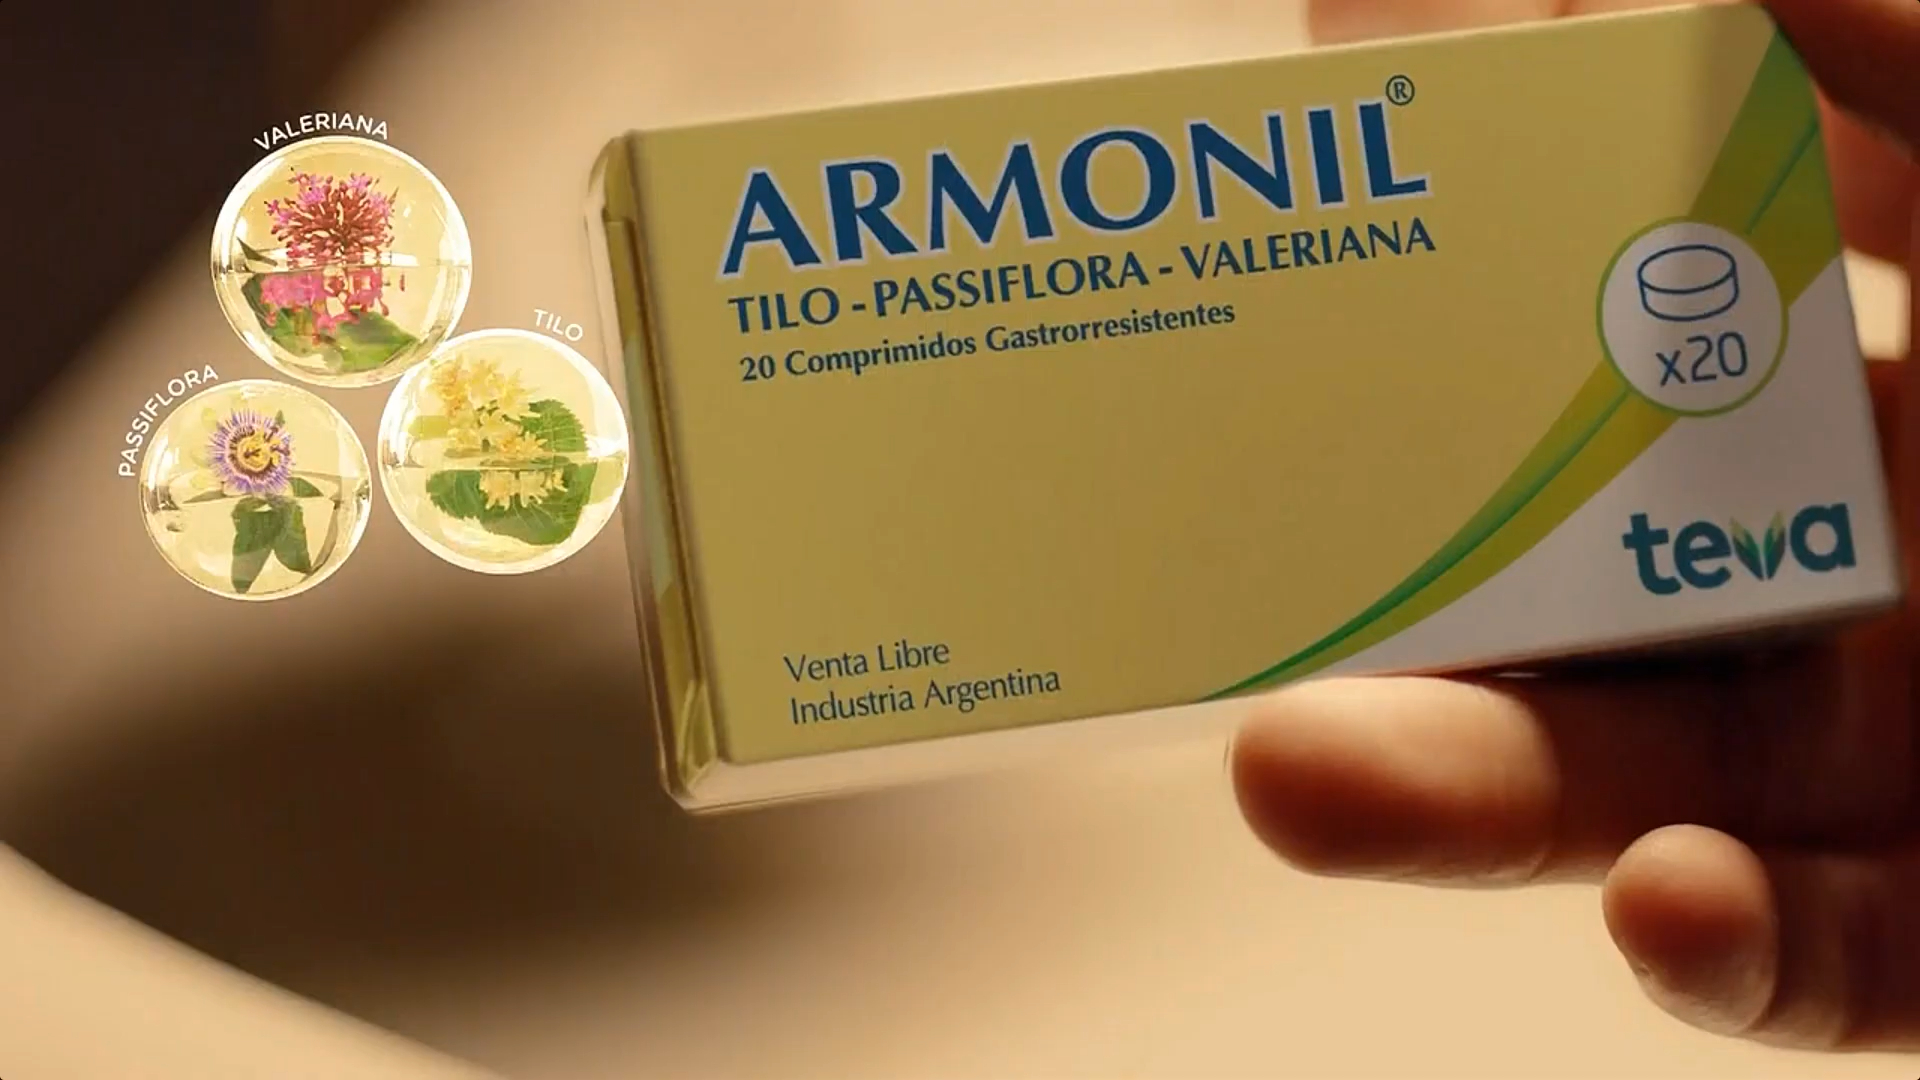 VALERIANA
TILO
PASSIFLORA
ARMONIL®
TILO - PASSIFLORA - VALERIANA
20 Comprimidos Gastrorresistentes
x20
teva
Venta Libre
Industria Argentina